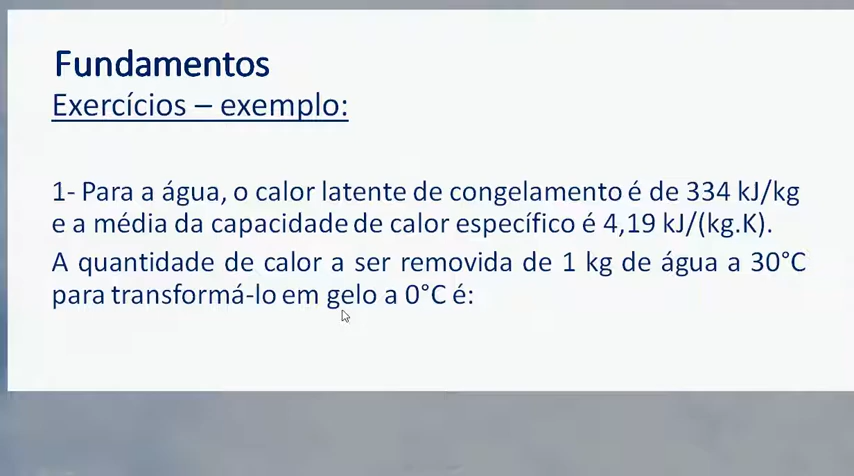 Fundamentos
Exercícios – exemplo:
1- Para a água, o calor latente de congelamento é de 334 kJ/kg
e a média da capacidade de calor específico é 4,19 kJ/(kg.K).
A quantidade de calor a ser removida de 1 kg de água a 30°C
para transformá-lo em gelo a 0°C é: